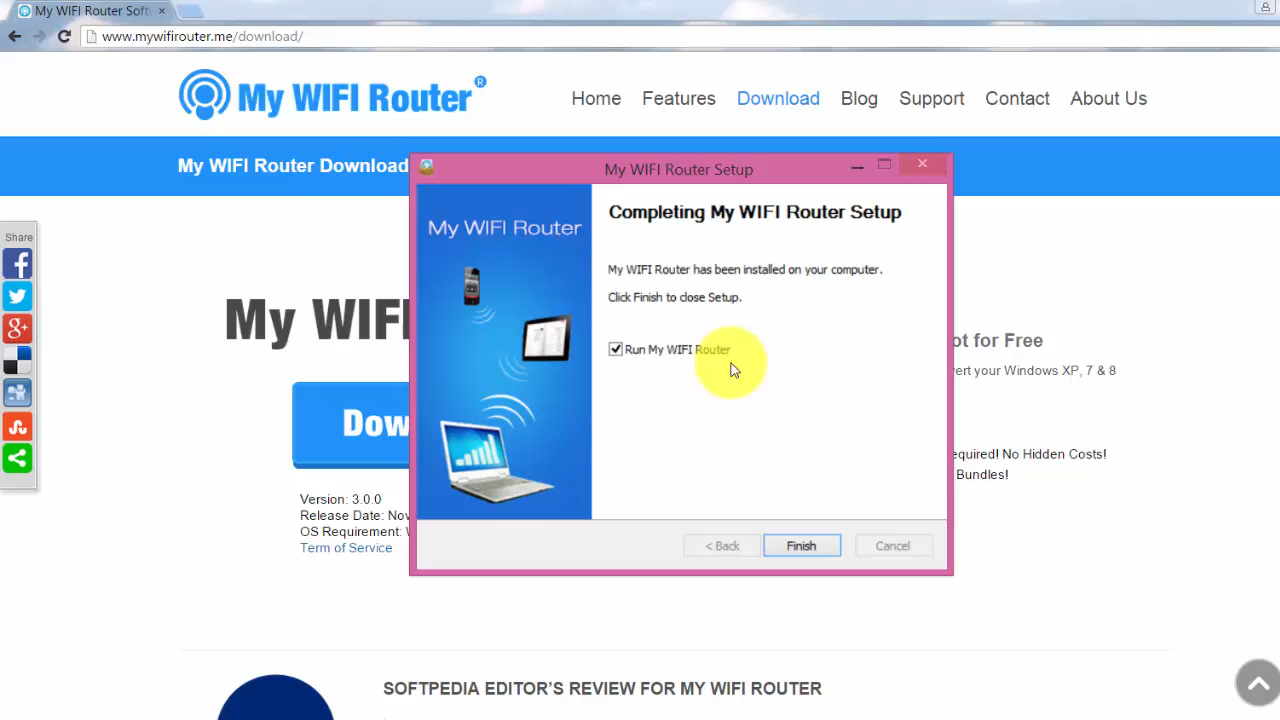 My WIFI Router Soft
www.mywifirouter.me/download/
My WIFI Router ®
Home Features Download Blog Support Contact About Us
My WIFI Router Download
My WIFI Router Setup
My WIFI Router
Completing My WIFI Router Setup
My WIFI Router has been installed on your computer.
Click Finish to close Setup.
Run My WIFI Router
< Back Finish Cancel
Share
My WIF
ot for Free
vert your Windows XP, 7 & 8
Dow
equired! No Hidden Costs!
Bundles!
Version: 3.0.0
Release Date: Nov
OS Requirement: W
Term of Service
SOFTPEDIA EDITOR'S REVIEW FOR MY WIFI ROUTER